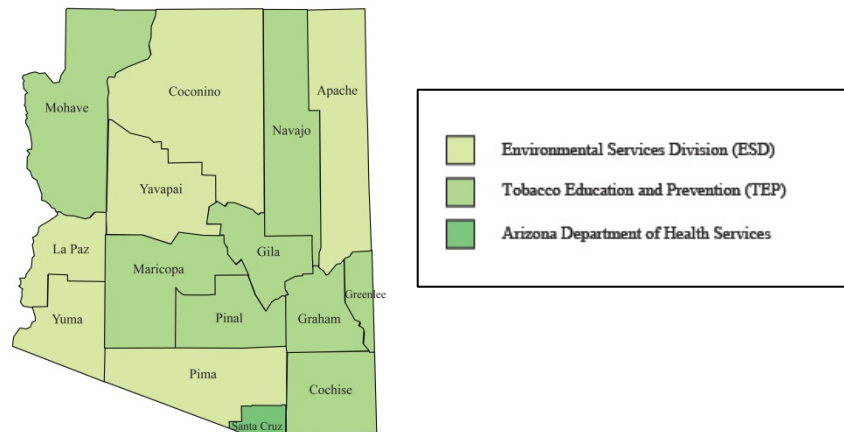 Coconino
Apache
Mohave
Navajo
Yavapai
La Paz
Gila
Maricopa
Greenlee
Yuma
Pinal
Graham
Pima
Cochise
Santa Cruz
Environmental Services Division (ESD)
Tobacco Education and Prevention (TEP)
Arizona Department of Health Services